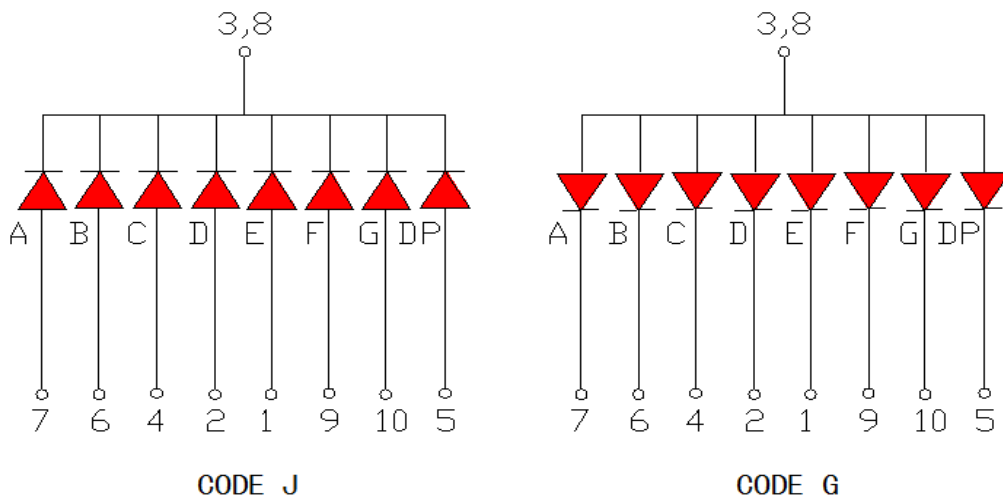 3,8 3,8
A B C D E F G DP A B C D E F G DP
7 6 4 2 1 9 10 5 7 6 4 2 1 9 10 5
CODE J CODE G